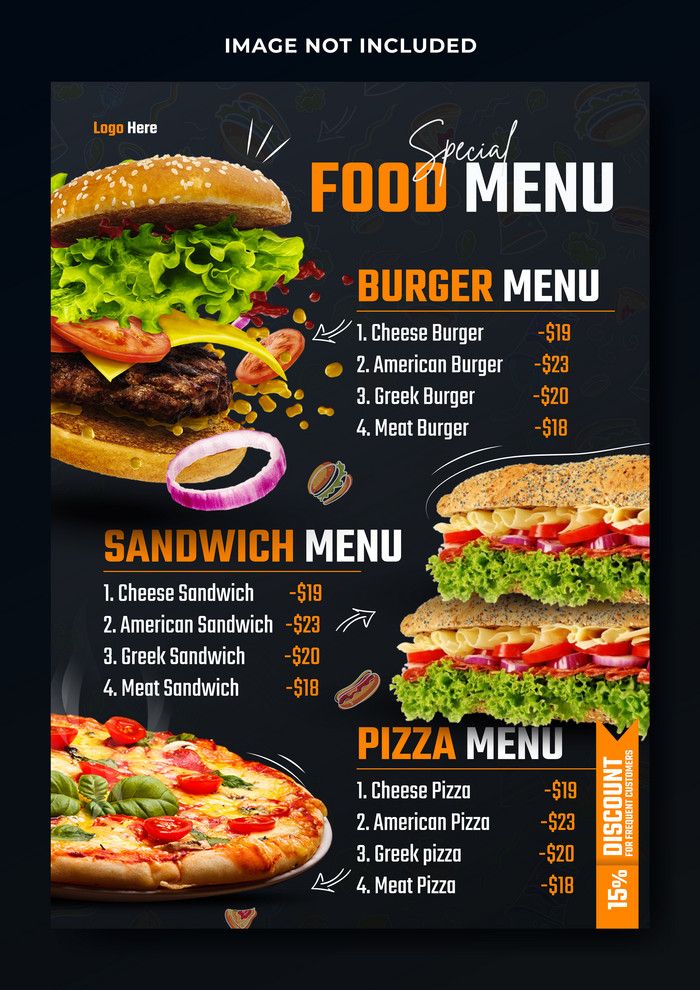 IMAGE NOT INCLUDED
Logo Here
Special
FOOD MENU
BURGER MENU
1. Cheese Burger -$19
2. American Burger -$23
3. Greek Burger -$20
4. Meat Burger -$18
SANDWICH MENU
1. Cheese Sandwich -$19
2. American Sandwich -$23
3. Greek Sandwich -$20
4. Meat Sandwich -$18
PIZZA MENU
1. Cheese Pizza -$19
2. American Pizza -$23
3. Greek pizza -$20
4. Meat Pizza -$18
15% DISCOUNT
FOR FREQUENT CUSTOMERS